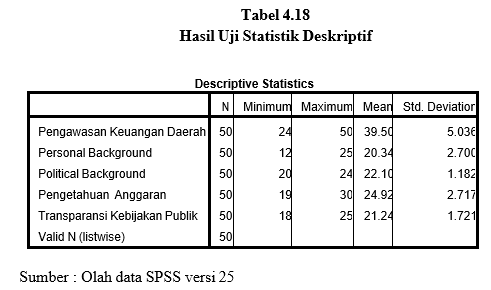 Tabel 4.18
Hasil Uji Statistik Deskriptif
Descriptive Statistics
N Minimum Maximum Mean Std. Deviation
Pengawasan Keuangan Daerah 50 24 50 39.50 5.036
Personal Background 50 12 25 20.34 2.700
Political Background 50 20 24 22.10 1.182
Pengetahuan Anggaran 50 19 30 24.92 2.717
Transparansi Kebijakan Publik 50 18 25 21.24 1.721
Valid N (listwise) 50
Sumber : Olah data SPSS versi 25